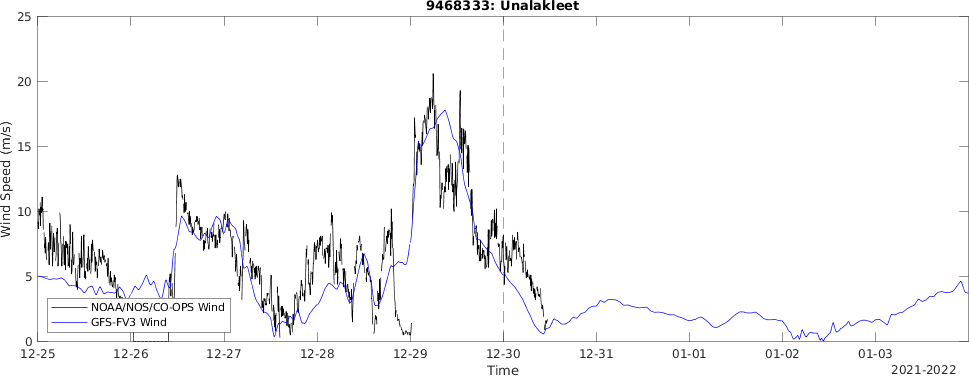 9468333: Unalakleet
25
20
15
10
5
0
Wind Speed (m/s)
NOAA/NOS/CO-OPS Wind
GFS-FV3 Wind
12-25 12-26 12-27 12-28 12-29 12-30 12-31 01-01 01-02 01-03
Time
2021-2022